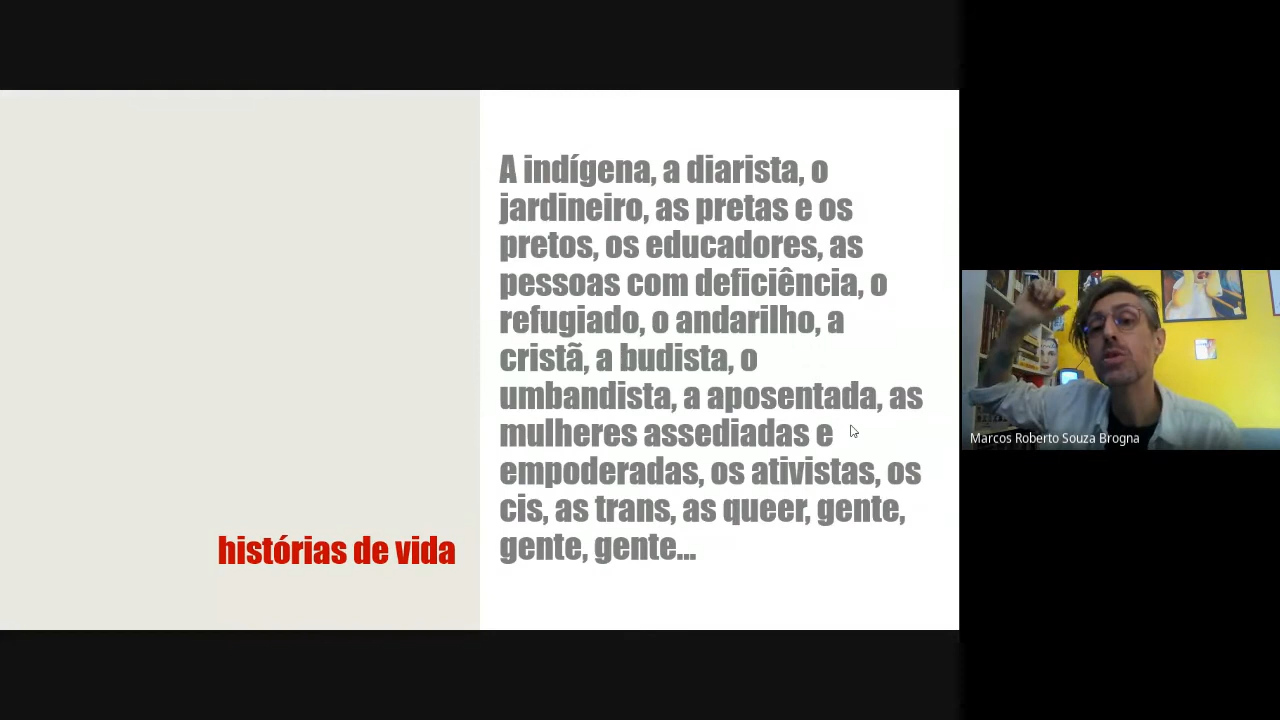 histórias de vida
A indígena, a diarista, o
jardineiro, as pretas e os
pretos, os educadores, as
pessoas com deficiência, o
refugiado, o andarilho, a
cristã, a budista, o
umbandista, a aposentada, as
mulheres assediadas e
empoderadas, os ativistas, os
cis, as trans, as queer, gente,
gente, gente...
Marcos Roberto Souza Brogna